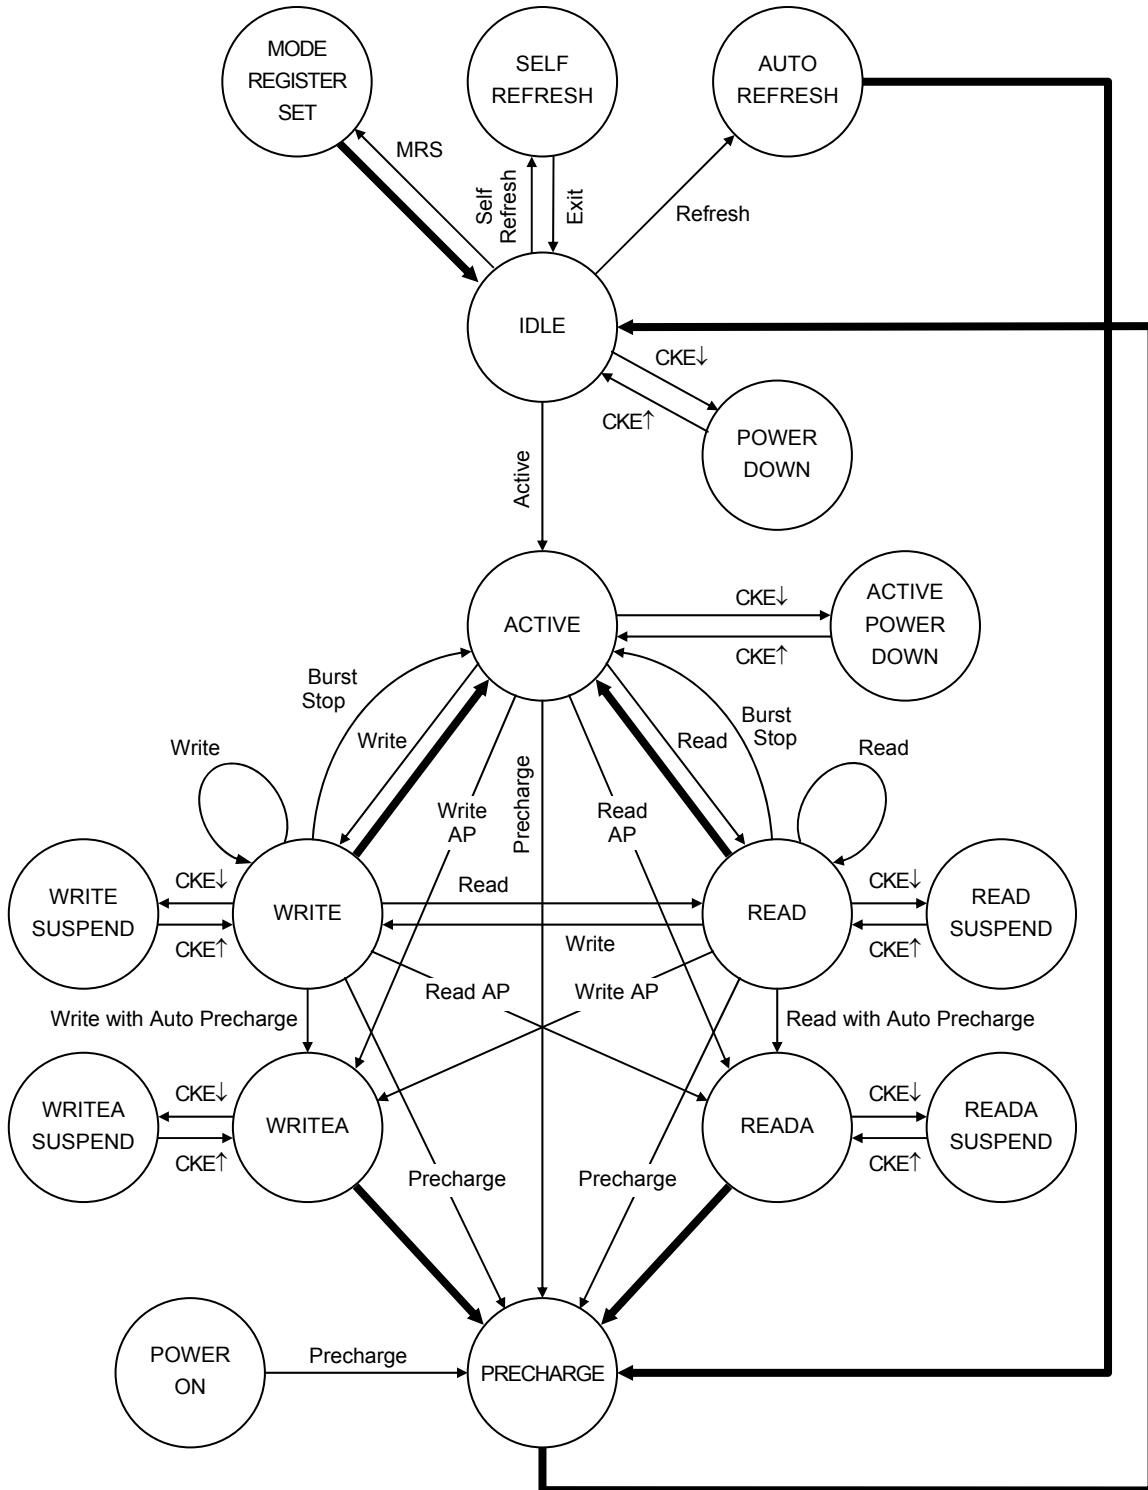 MODE
REGISTER
SET
SELF
REFRESH
AUTO
REFRESH
MRS
Self
Refresh
Exit
Refresh
IDLE
CKE↓
CKE↑
POWER
DOWN
Active
ACTIVE
CKE↓
CKE↑
ACTIVE
POWER
DOWN
Burst
Stop
Write
Write
Write
AP
Precharge
Read
AP
Read
Burst
Stop
Read
WRITE
SUSPEND
CKE↓
CKE↑
WRITE
Read
Write
READ
CKE↓
CKE↑
READ
SUSPEND
Read AP
Write AP
Write with Auto Precharge
Read with Auto Precharge
WRITEA
SUSPEND
CKE↓
CKE↑
WRITEA
READA
CKE↓
CKE↑
READA
SUSPEND
Precharge
Precharge
POWER
ON
Precharge
PRECHARGE